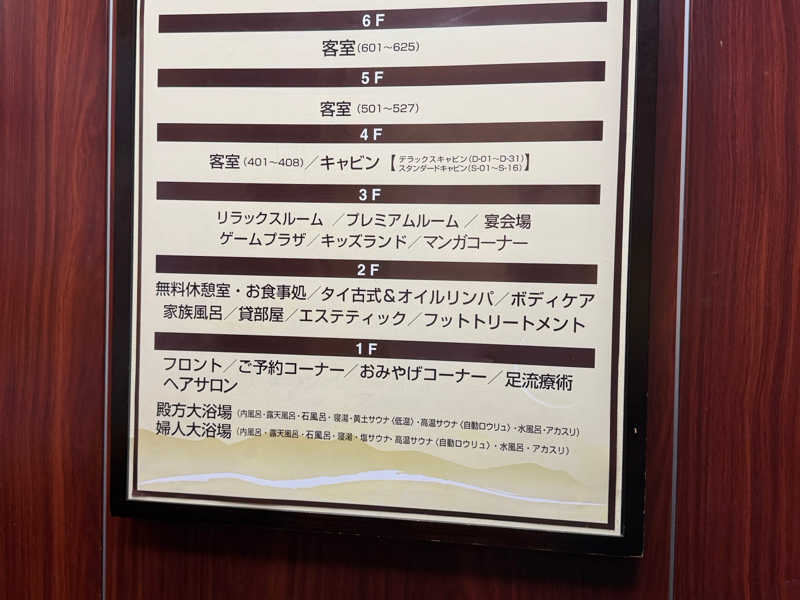 6F
客室(601〜625)
5F
客室(501〜527)
4F
客室(401〜408)／キャビン【デラックスキャビン(D-01〜D-31)
スタンダードキャビン(S-01〜S-16)】
3F
リラックスルーム ／プレミアムルーム ／ 宴会場
ゲームプラザ／キッズランド／マンガコーナー
2F
無料休憩室・お食事処／タイ古式＆オイルリンパ／ボディケア
家族風呂／貸部屋／エステティック／フットトリートメント
1F
フロント／ご予約コーナー／おみやげコーナー／足流療術
ヘアサロン
殿方大浴場（内風呂・露天風呂・石風呂・寝湯・黄土サウナ〈低温〉・高温サウナ〈自動ロウリュ〉・水風呂・アカスリ）
婦人大浴場（内風呂・露天風呂・石風呂・寝湯・塩サウナ・高温サウナ〈自動ロウリュ〉・水風呂・アカスリ）